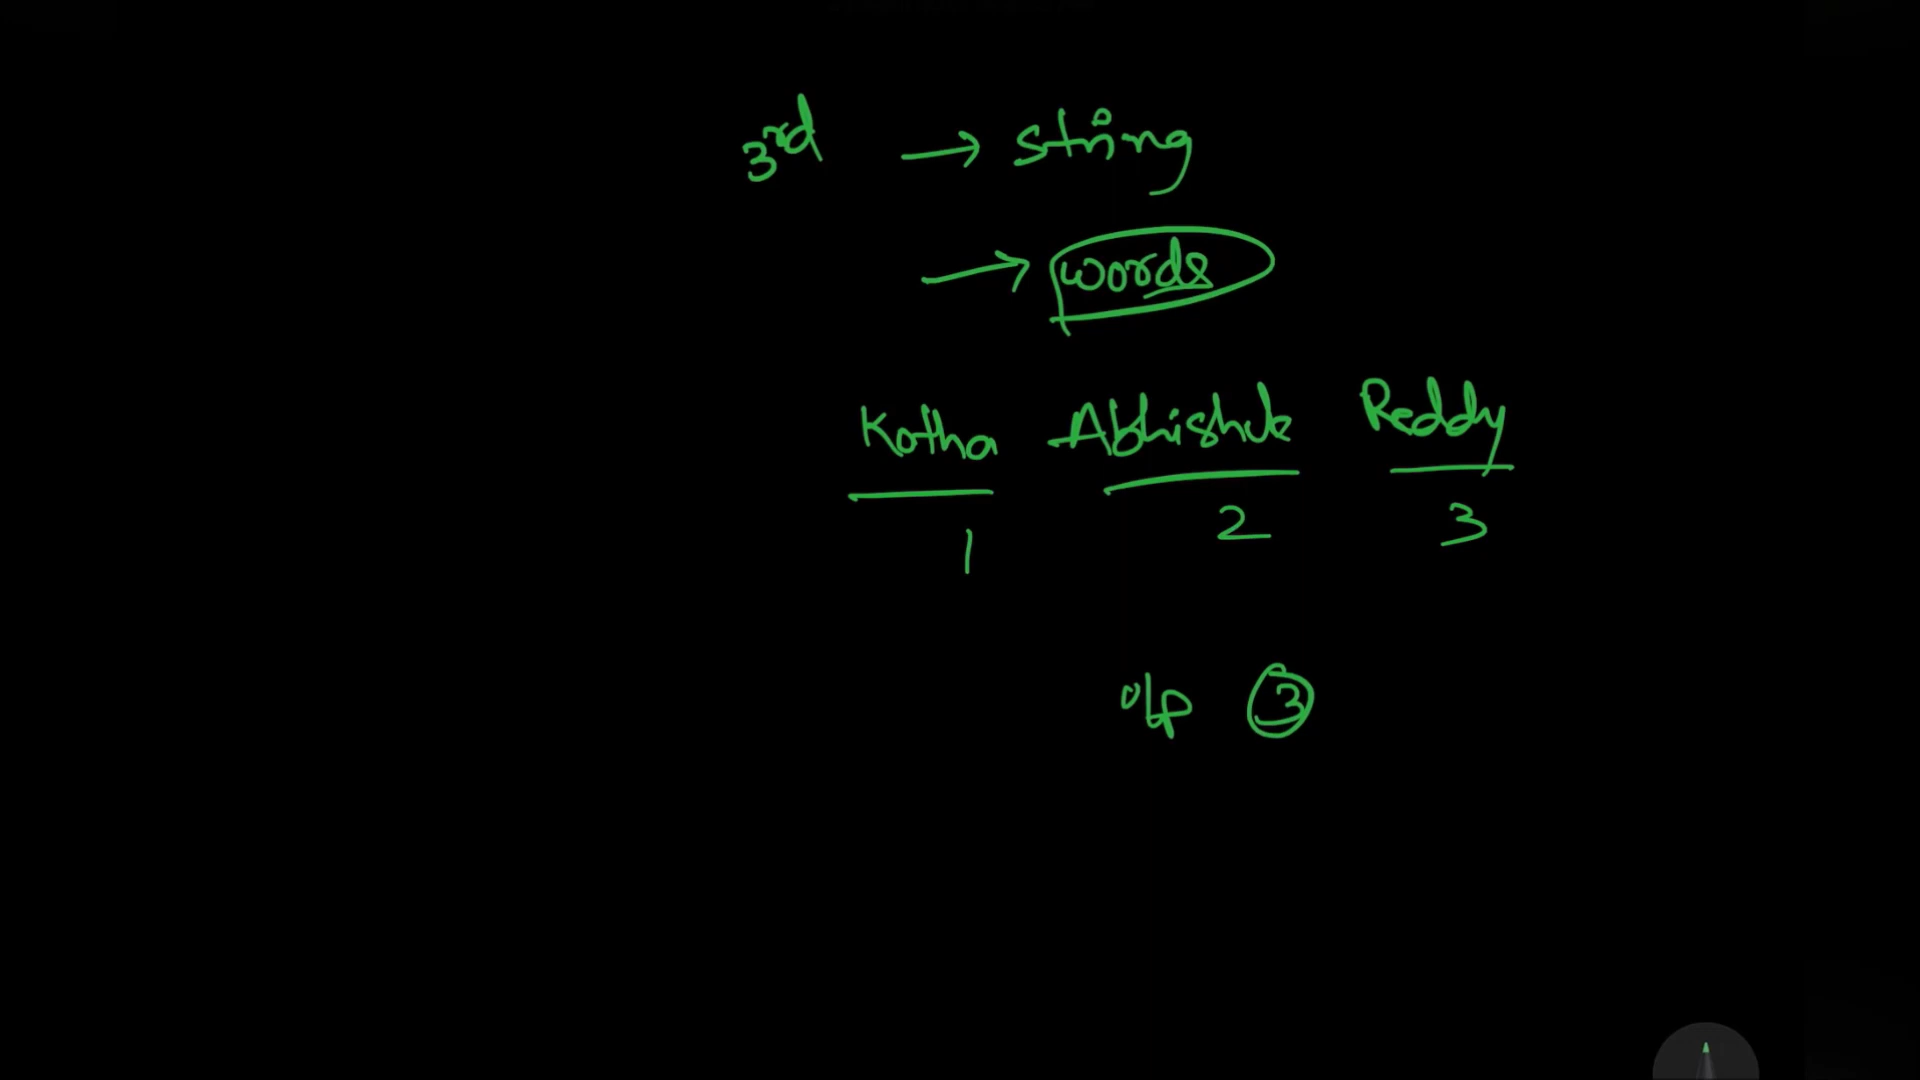 3rd → string
→ words
Kotha Abhishek Reddy
1 2 3
o/p 3